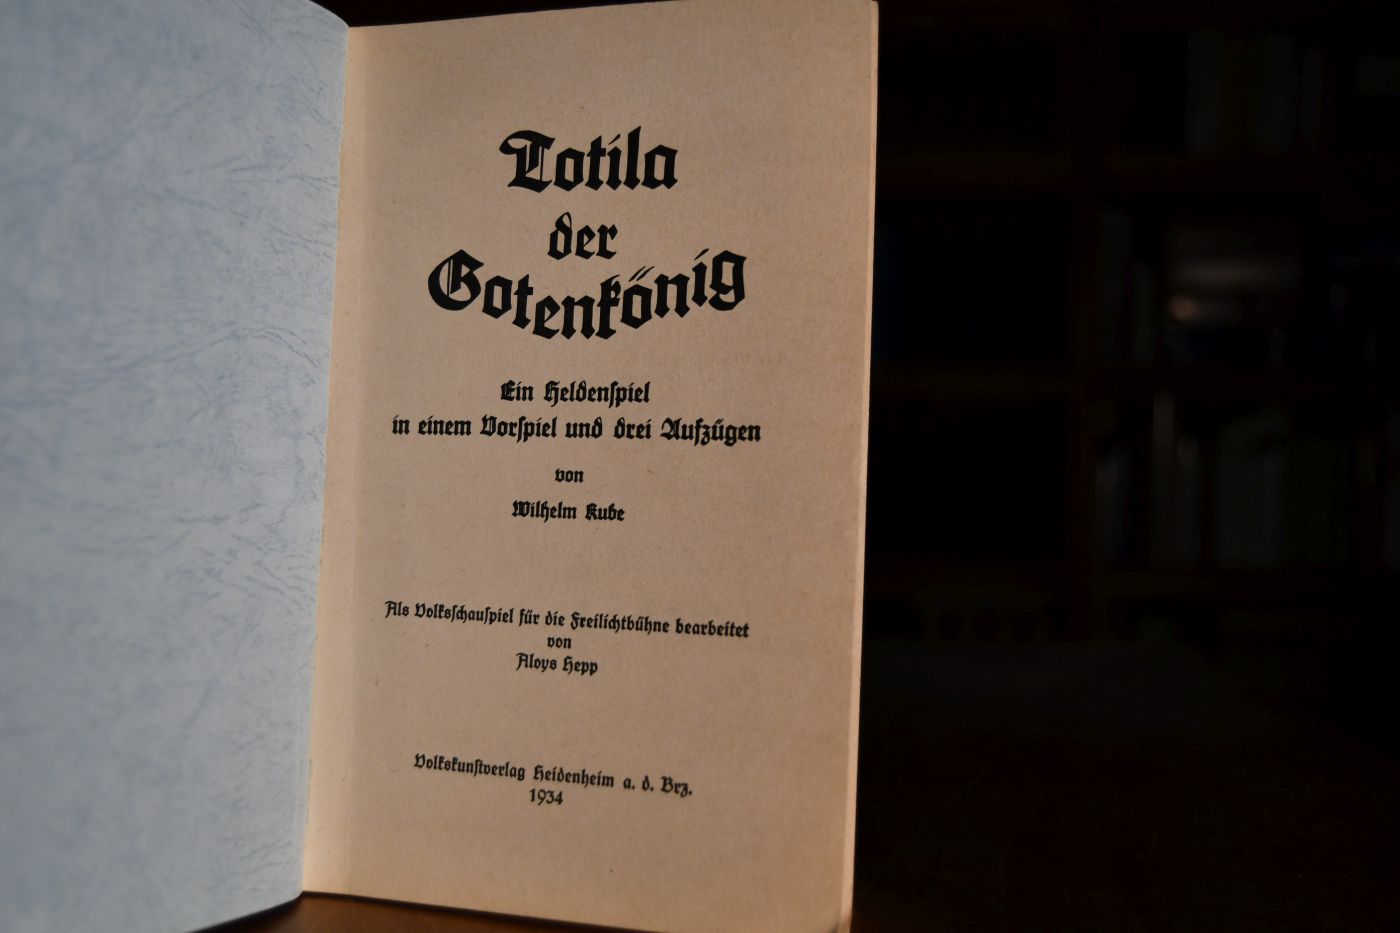 Totila
der
Gotenkönig
Ein Heldenſpiel
in einem Vorſpiel und drei Aufzügen
von
Wilhelm Kube
Als Volksſchauſpiel für die Freilichtbühne bearbeitet
von
Aloys Hepp
Volkskunſtverlag Heidenheim a. d. Brz.
1934